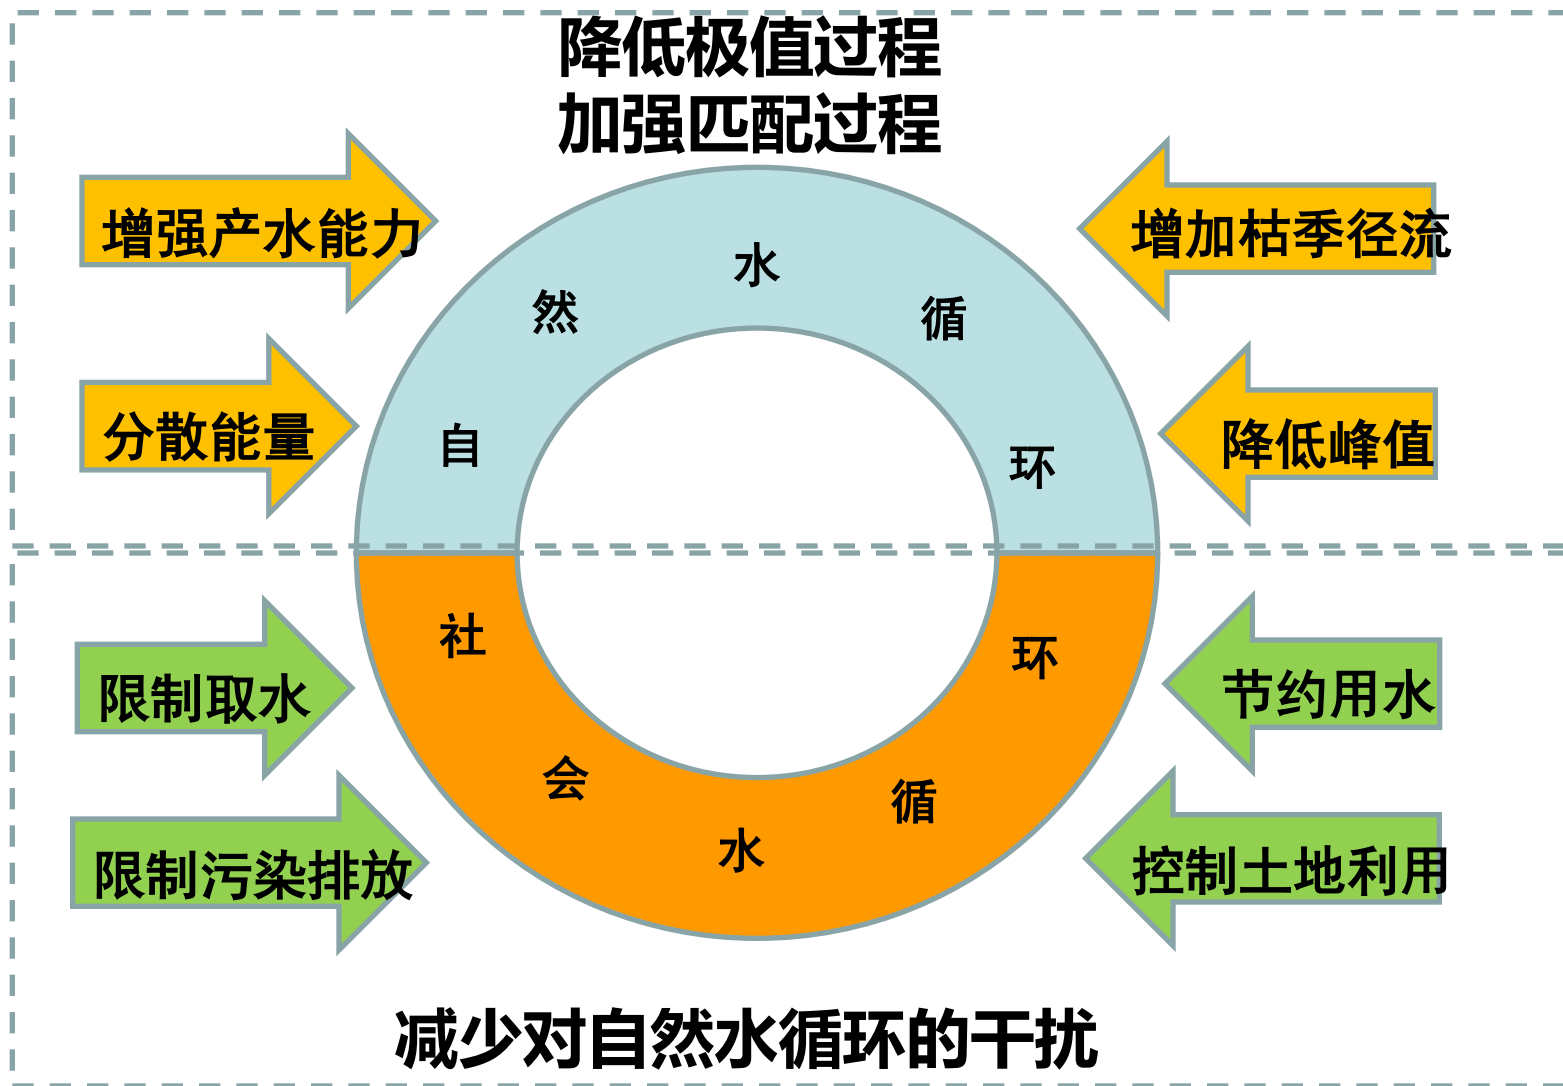 降低极值过程
加强匹配过程
增强产水能力
增加枯季径流
分散能量
降低峰值
自然水循环
社会水循环
限制取水
节约用水
限制污染排放
控制土地利用
减少对自然水循环的干扰